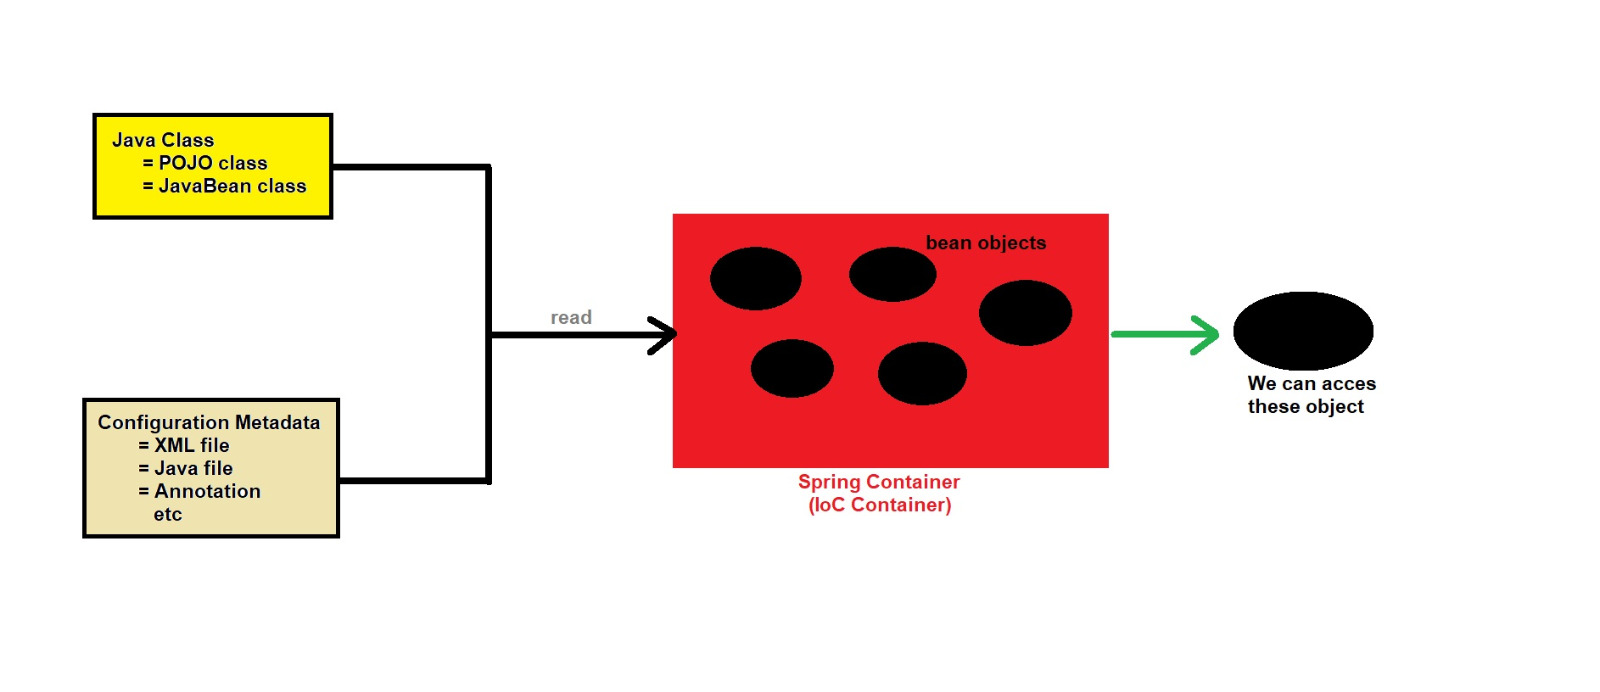 Java Class
= POJO class
= JavaBean class
Configuration Metadata
= XML file
= Java file
= Annotation
etc
read
bean objects
Spring Container
(IoC Container)
We can acces
these object